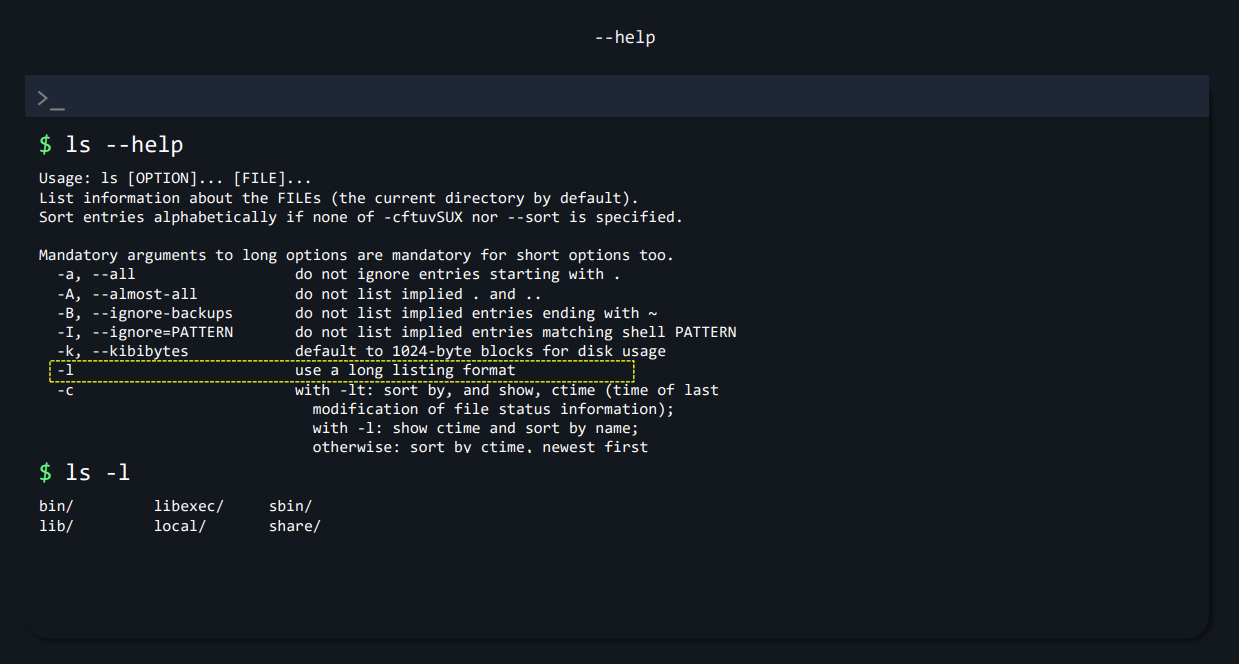 --help
>_
$ ls --help
Usage: ls [OPTION]... [FILE]...
List information about the FILEs (the current directory by default).
Sort entries alphabetically if none of -cftuvSUX nor --sort is specified.
Mandatory arguments to long options are mandatory for short options too.
-a, --all do not ignore entries starting with .
-A, --almost-all do not list implied . and ..
-B, --ignore-backups do not list implied entries ending with ~
-I, --ignore=PATTERN do not list implied entries matching shell PATTERN
-k, --kibibytes default to 1024-byte blocks for disk usage
-l use a long listing format
-c with -lt: sort by, and show, ctime (time of last
modification of file status information);
with -l: show ctime and sort by name;
otherwise: sort by ctime, newest first
$ ls -l
bin/ libexec/ sbin/
lib/ local/ share/